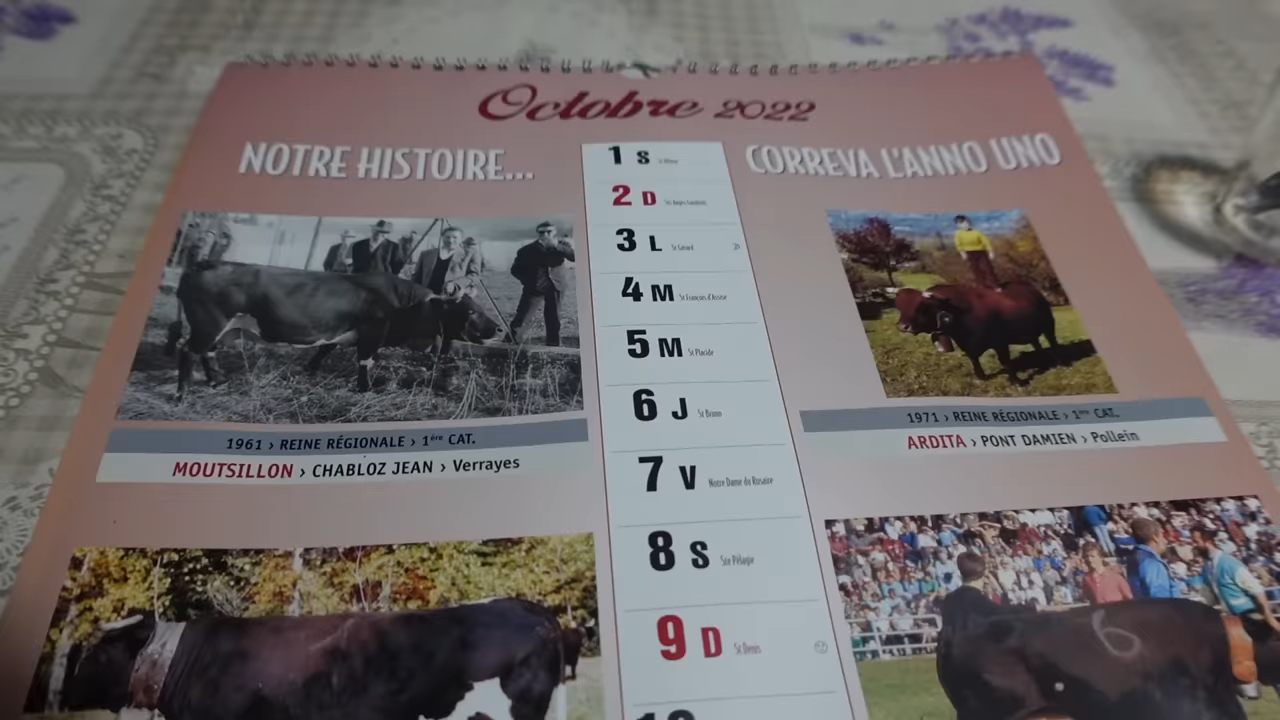 Octobre 2022
NOTRE HISTOIRE...
CORREVA L'ANNO UNO
1 S
2 D
3 L St Gérard
4 M St François d'Assise
5 M St Placide
6 J St Bruno
7 V Notre Dame du Rosaire
8 S Ste Pélagie
9 D St Denis
10
1961 › REINE RÉGIONALE › 1ère CAT.
MOUTSILLON › CHABLOZ JEAN › Verrayes
1971 › REINE RÉGIONALE › 1ère CAT.
ARDITA › PONT DAMIEN › Pollein
6